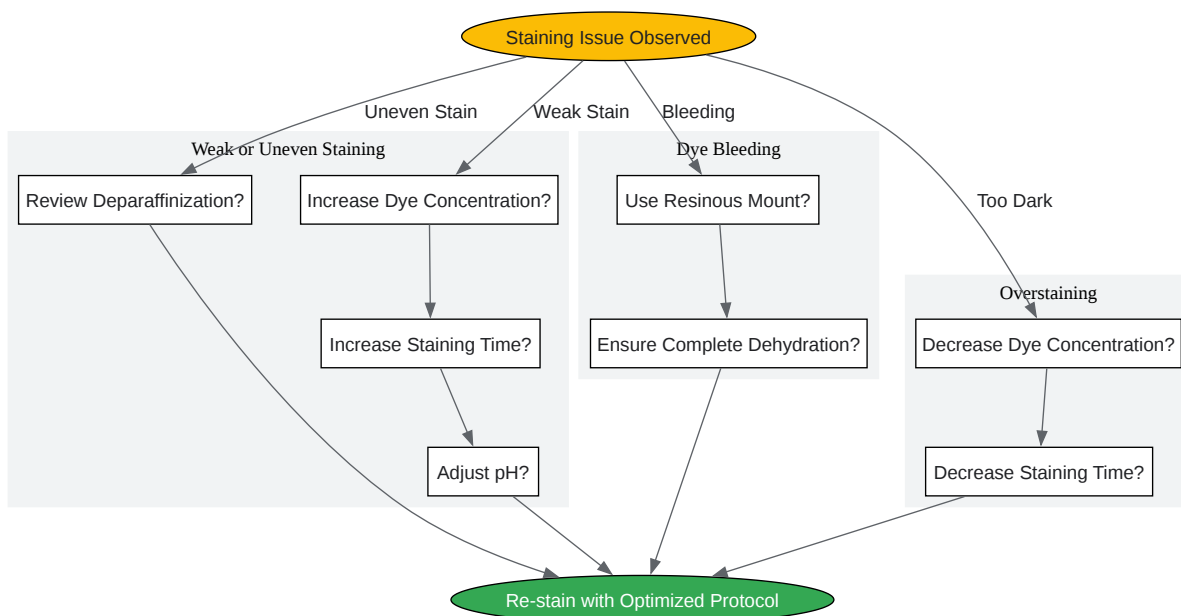 Staining Issue Observed
Uneven Stain
Weak Stain
Bleeding
Weak or Uneven Staining
Dye Bleeding
Review Deparaffinization?
Increase Dye Concentration?
Use Resinous Mount?
Too Dark
Overstaining
Increase Staining Time?
Ensure Complete Dehydration?
Decrease Dye Concentration?
Adjust pH?
Decrease Staining Time?
Re-stain with Optimized Protocol